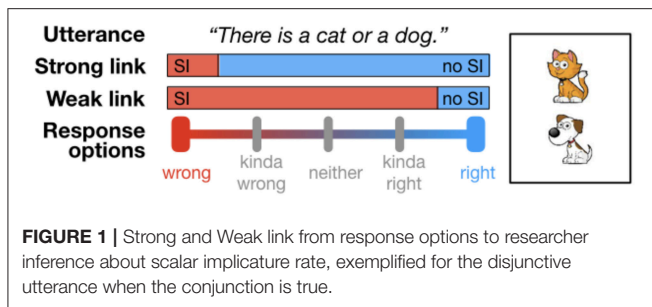 Utterance "There is a cat or a dog."
Strong link SI no SI
Weak link SI no SI
Response options
wrong kinda wrong neither kinda right right
FIGURE 1 | Strong and Weak link from response options to researcher
inference about scalar implicature rate, exemplified for the disjunctive
utterance when the conjunction is true.